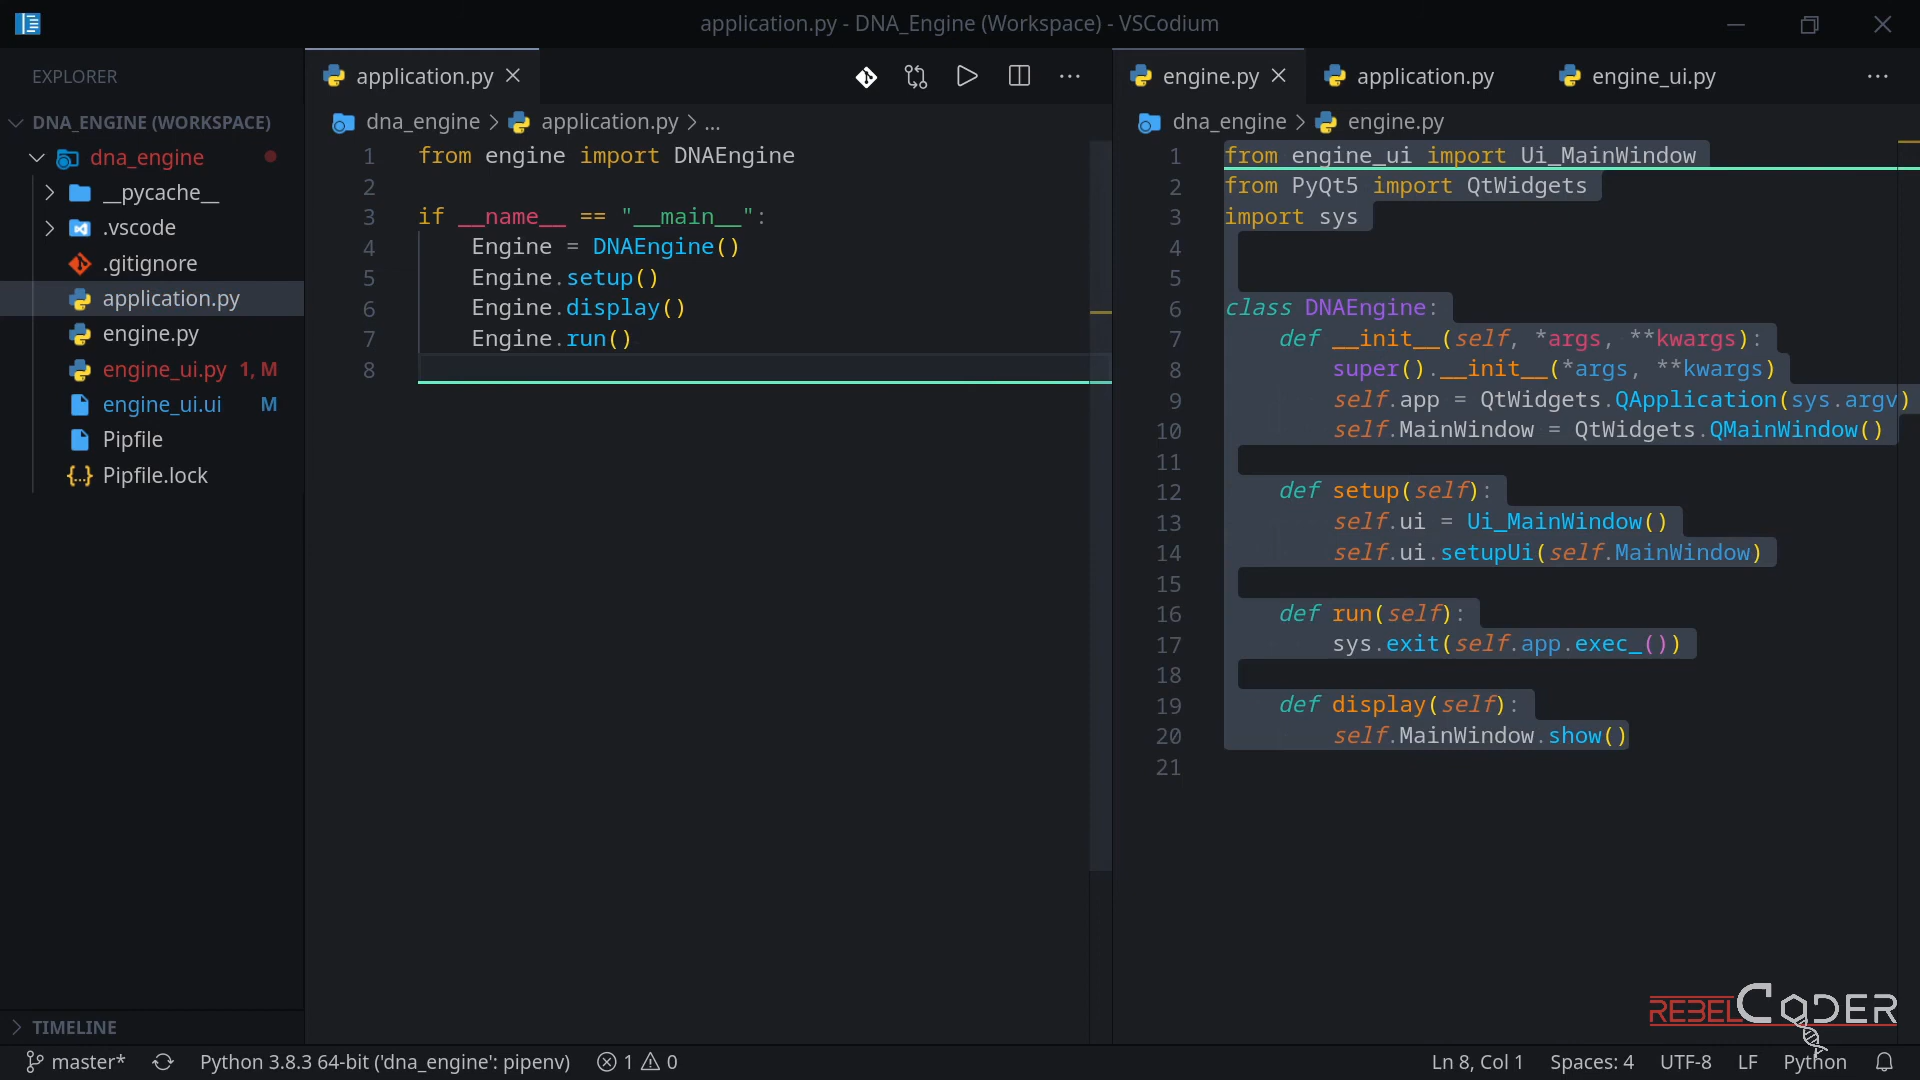 application.py - DNA_Engine (Workspace) - VSCodium
EXPLORER
DNA_ENGINE (WORKSPACE)
dna_engine
__pycache__
.vscode
.gitignore
application.py
engine.py
engine_ui.py 1, M
engine_ui.ui M
Pipfile
Pipfile.lock
TIMELINE
application.py
dna_engine > application.py > ...
1 from engine import DNAEngine
2
3 if __name__ == "__main__":
4     Engine = DNAEngine()
5     Engine.setup()
6     Engine.display()
7     Engine.run()
8
engine.py application.py engine_ui.py
dna_engine > engine.py
1 from engine_ui import Ui_MainWindow
2 from PyQt5 import QtWidgets
3 import sys
4
5
6 class DNAEngine:
7     def __init__(self, *args, **kwargs):
8         super().__init__(*args, **kwargs)
9         self.app = QtWidgets.QApplication(sys.argv)
10         self.MainWindow = QtWidgets.QMainWindow()
11
12     def setup(self):
13         self.ui = Ui_MainWindow()
14         self.ui.setupUi(self.MainWindow)
15
16     def run(self):
17         sys.exit(self.app.exec_())
18
19     def display(self):
20         self.MainWindow.show()
21
REBELCODER
master* Python 3.8.3 64-bit ('dna_engine': pipenv) 1 0 Ln 8, Col 1 Spaces: 4 UTF-8 LF Python